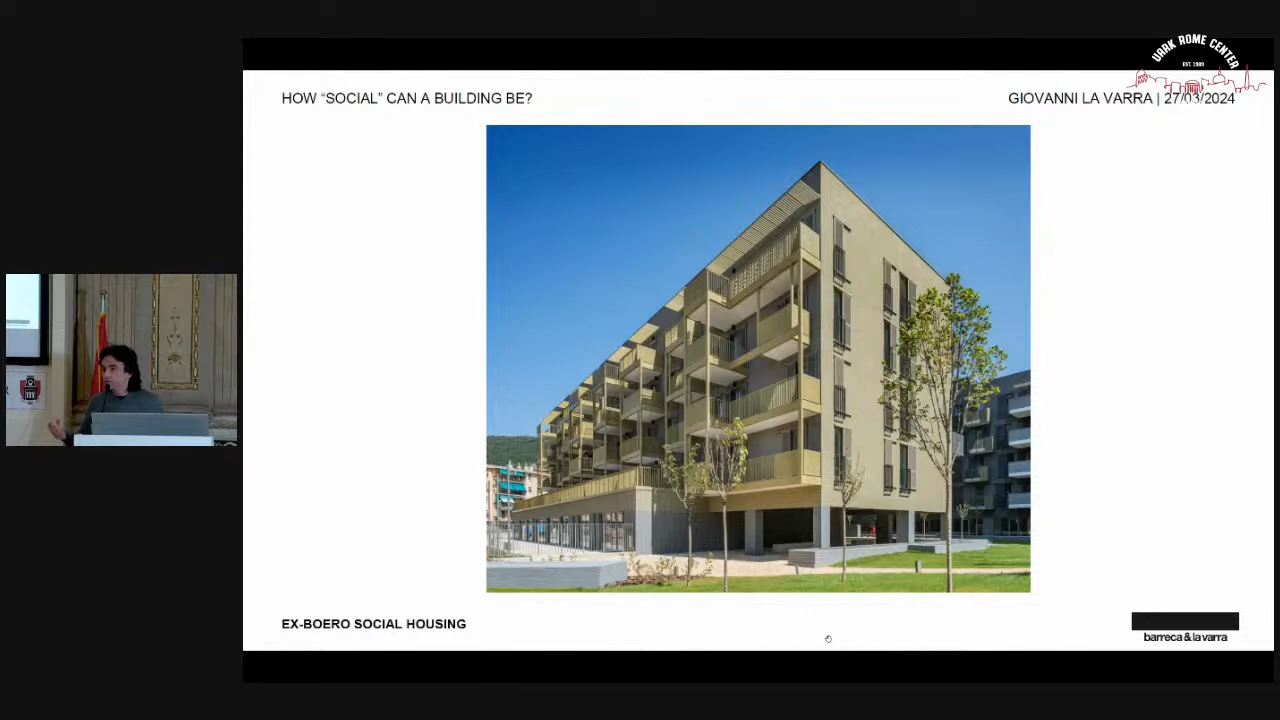 UARK ROME CENTER
EST. 1989
HOW “SOCIAL” CAN A BUILDING BE?
GIOVANNI LA VARRA | 27/03/2024
EX-BOERO SOCIAL HOUSING
barreca & la varra